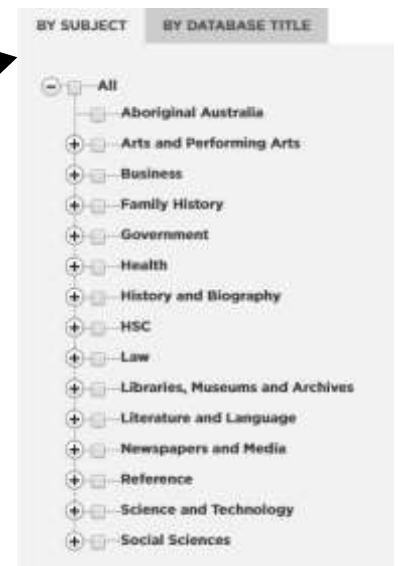 BY SUBJECT BY DATABASE TITLE
All
Aboriginal Australia
Arts and Performing Arts
Business
Family History
Government
Health
History and Biography
HSC
Law
Libraries, Museums and Archives
Literature and Language
Newspapers and Media
Reference
Science and Technology
Social Sciences